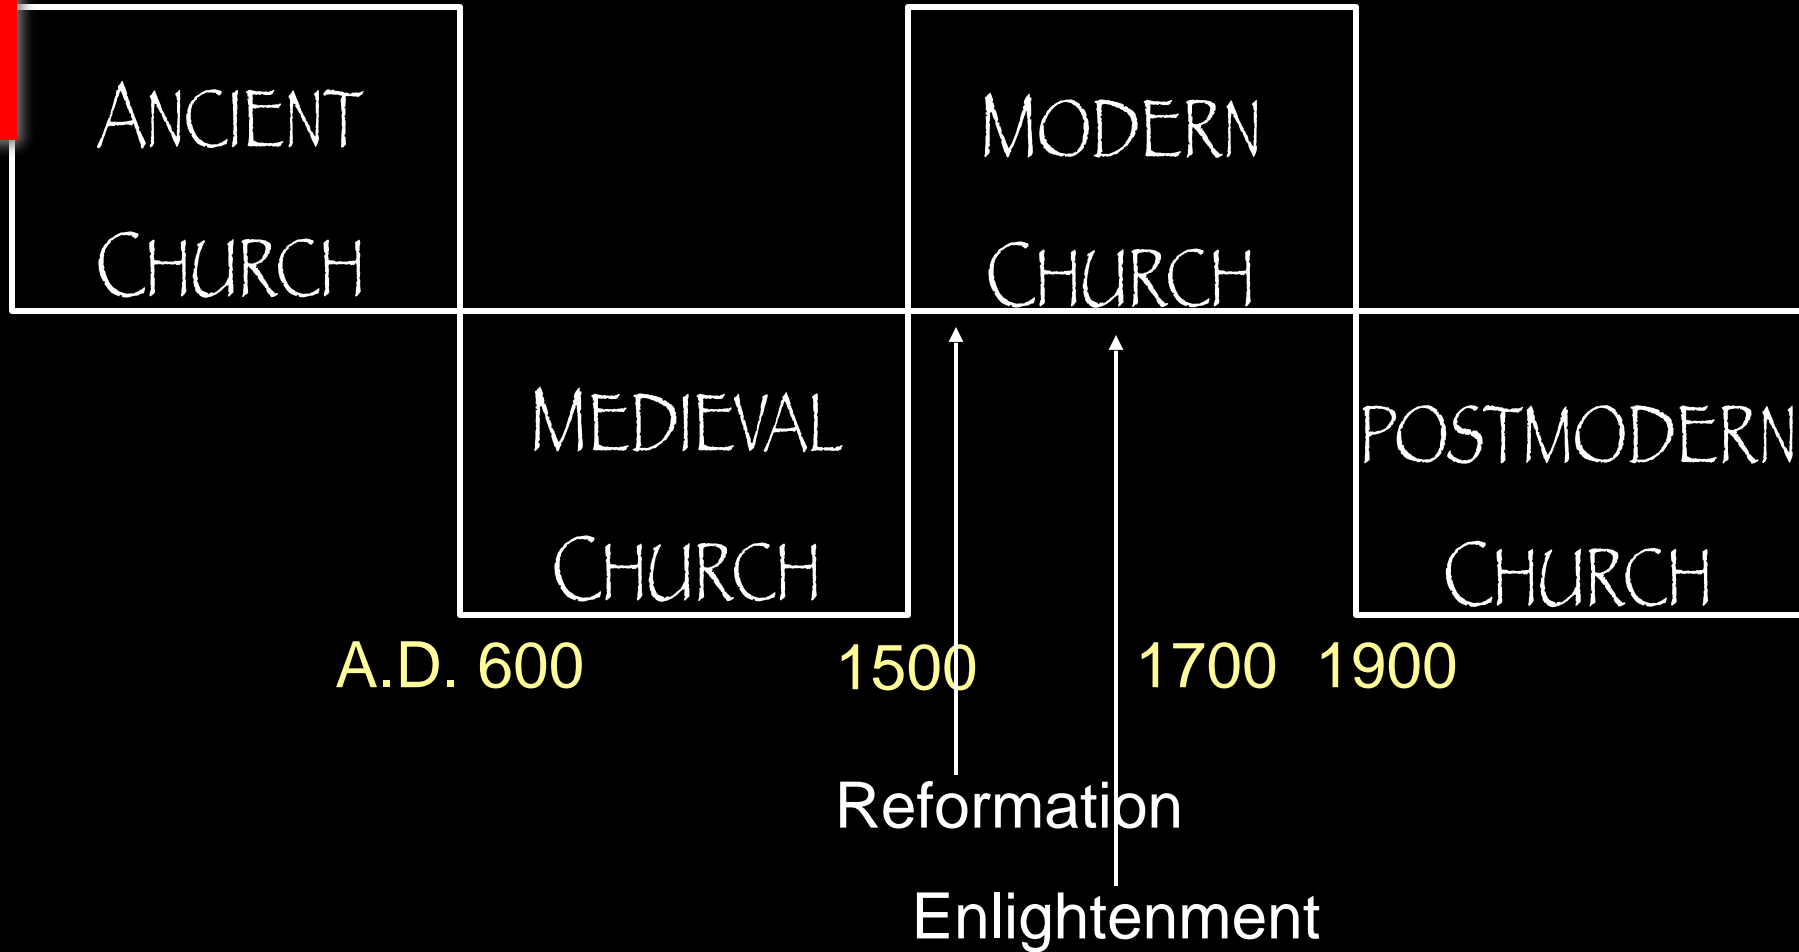 Ancient
Church
Modern
Church
Medieval
Church
postmodern
Church
A.D. 600
1500
1700
1900
Reformation
Enlightenment